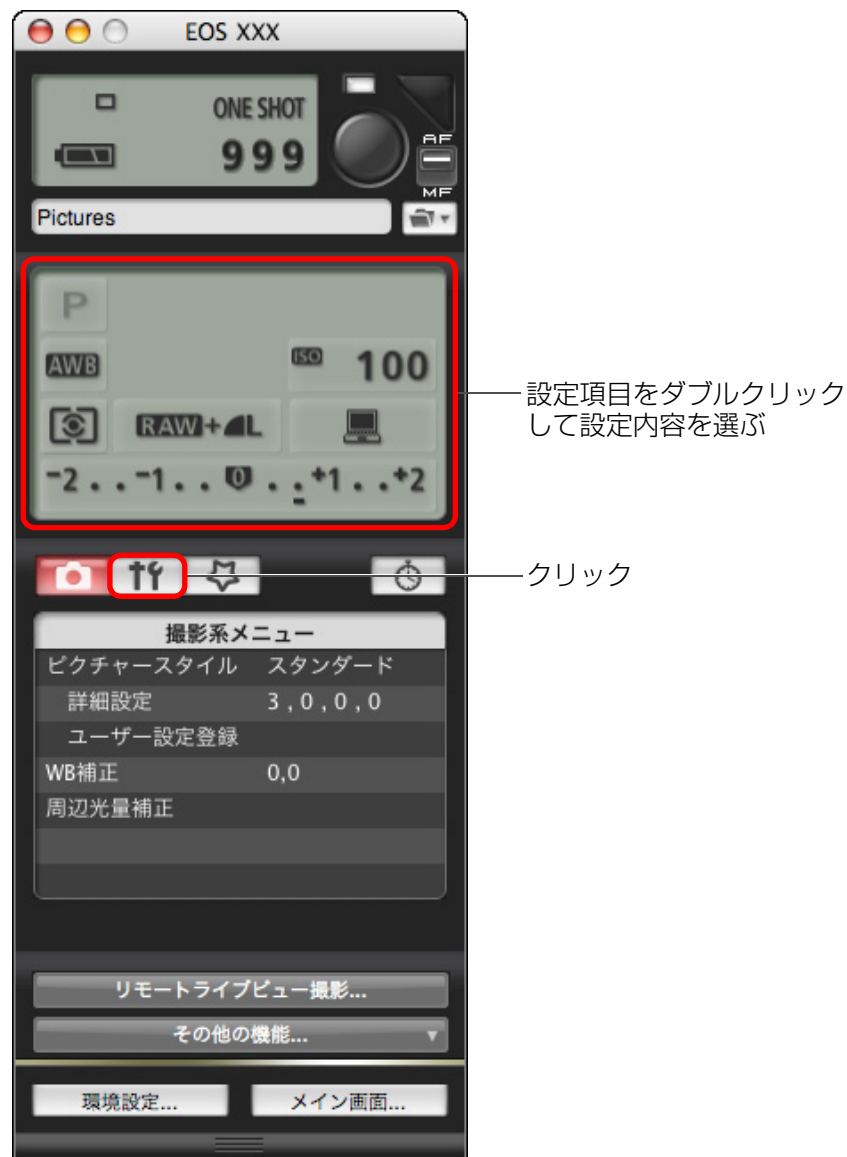 EOS XXX
ONE SHOT
999
AF
MF
Pictures
P
AWB
ISO 100
RAW+L
-2..-1..0..+1..+2
設定項目をダブルクリック
して設定内容を選ぶ
クリック
撮影系メニュー
ピクチャースタイル スタンダード
詳細設定 3,0,0,0
ユーザー設定登録
WB補正 0,0
周辺光量補正
リモートライブビュー撮影...
その他の機能...
環境設定... メイン画面...